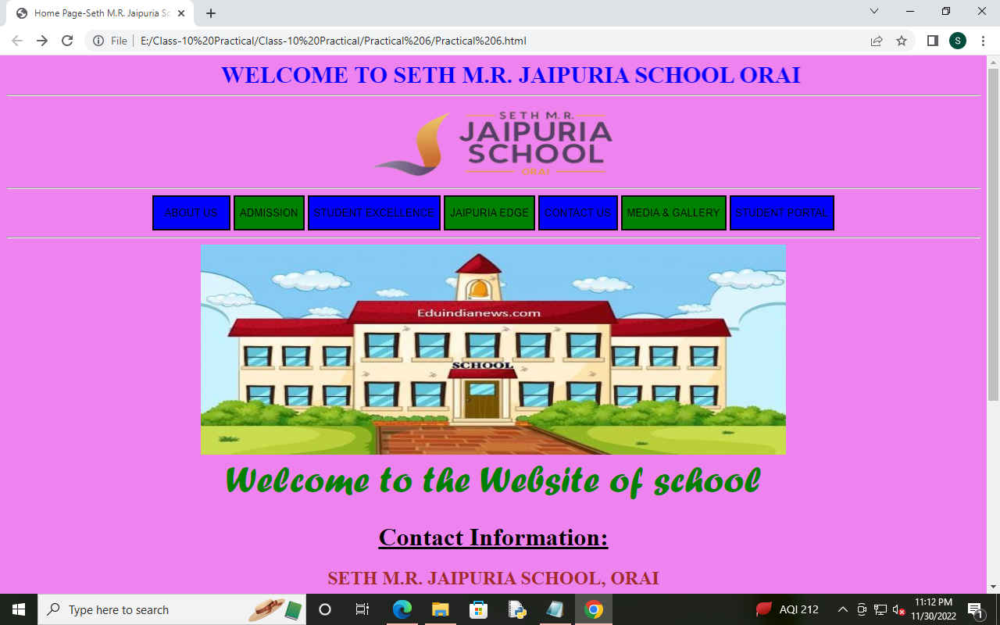 Home Page-Seth M.R. Jaipuria Sc
File E:/Class-10%20Practical/Class-10%20Practical/Practical%206/Practical%206.html
S
WELCOME TO SETH M.R. JAIPURIA SCHOOL ORAI
SETH M.R.
JAIPURIA
SCHOOL
ORAI
ABOUT US ADMISSION STUDENT EXCELLENCE JAIPURIA EDGE CONTACT US MEDIA & GALLERY STUDENT PORTAL
Eduindianews.com
SCHOOL
Welcome to the Website of school
Contact Information:
SETH M.R. JAIPURIA SCHOOL, ORAI
Type here to search
AQI 212
11:12 PM
11/30/2022
1